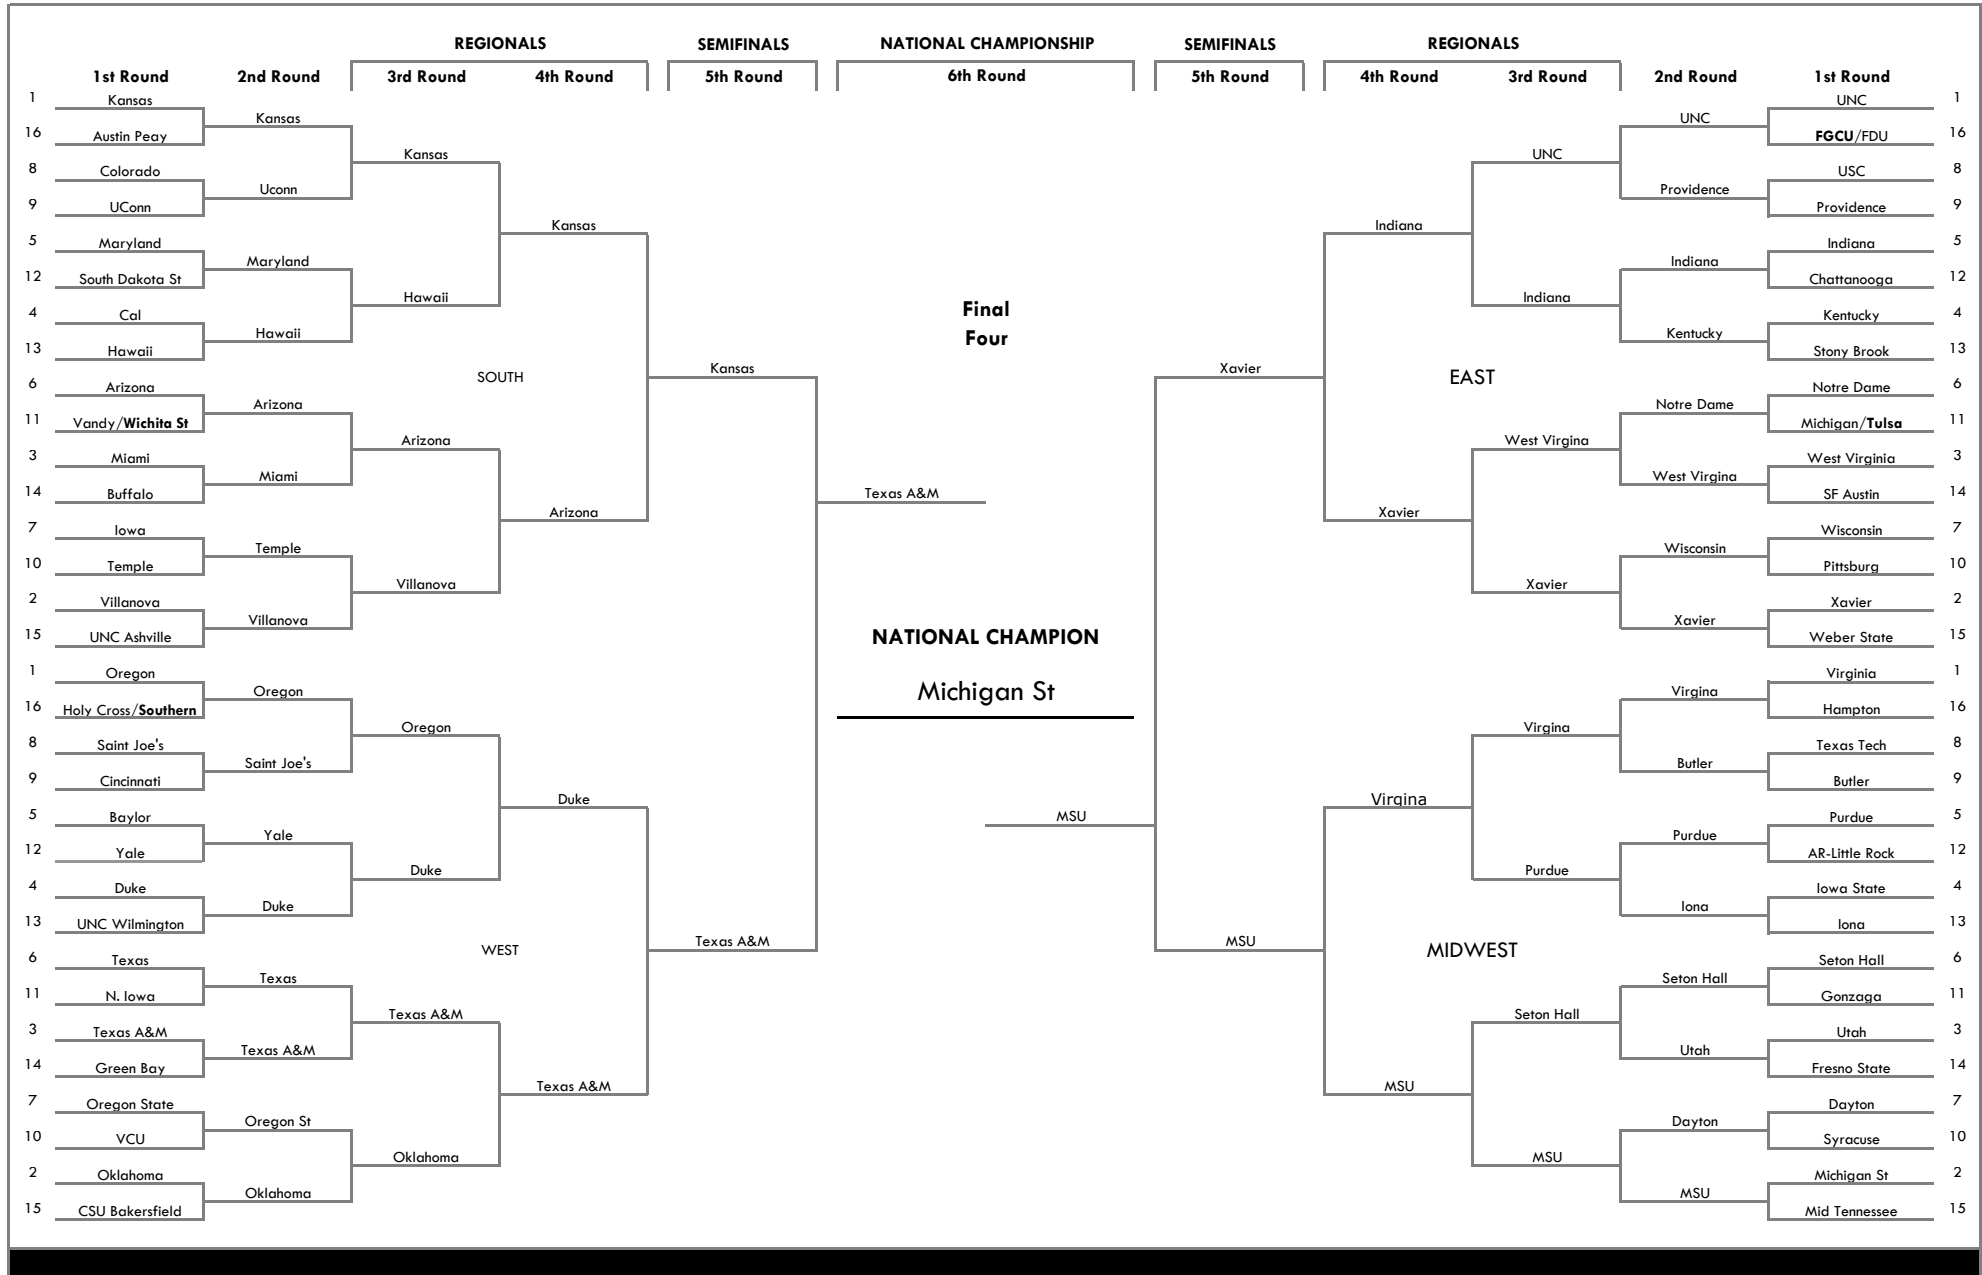 REGIONALS SEMIFINALS NATIONAL CHAMPIONSHIP SEMIFINALS REGIONALS
1st Round 2nd Round 3rd Round 4th Round 5th Round 6th Round 5th Round 4th Round 3rd Round 2nd Round 1st Round
1 Kansas UNC 1
Kansas UNC
16 Austin Peay FGCU/FDU 16
Kansas UNC
8 Colorado USC 8
Uconn Providence
9 UConn Providence 9
Kansas Indiana
5 Maryland Indiana 5
Maryland Indiana
12 South Dakota St Chattanooga 12
Hawaii Indiana
Final
4 Cal Kentucky 4
Hawaii Kentucky
Four
13 Hawaii Stony Brook 13
Kansas Xavier
SOUTH EAST
6 Arizona Notre Dame 6
Arizona Notre Dame
11 Vandy/Wichita St Michigan/Tulsa 11
Arizona West Virgina
3 Miami West Virginia 3
Miami West Virgina
14 Buffalo Texas A&M SF Austin 14
Arizona Xavier
7 Iowa Wisconsin 7
Temple Wisconsin
10 Temple Pittsburg 10
Villanova Xavier
2 Villanova Xavier 2
Villanova Xavier
15 UNC Ashville NATIONAL CHAMPION Weber State 15
1 Oregon Virginia 1
Oregon Michigan St Virgina
16 Holy Cross/Southern Hampton 16
Oregon Virgina
8 Saint Joe's Texas Tech 8
Saint Joe's Butler
9 Cincinnati Butler 9
Duke Virgina
5 Baylor MSU Purdue 5
Yale Purdue
12 Yale AR-Little Rock 12
Duke Purdue
4 Duke Iowa State 4
Duke Iona
13 UNC Wilmington Iona 13
Texas A&M MSU
WEST MIDWEST
6 Texas Seton Hall 6
Texas Seton Hall
11 N. Iowa Gonzaga 11
Texas A&M Seton Hall
3 Texas A&M Utah 3
Texas A&M Utah
14 Green Bay Fresno State 14
Texas A&M MSU
7 Oregon State Dayton 7
Oregon St Dayton
10 VCU Syracuse 10
Oklahoma MSU
2 Oklahoma Michigan St 2
Oklahoma MSU
15 CSU Bakersfield Mid Tennessee 15